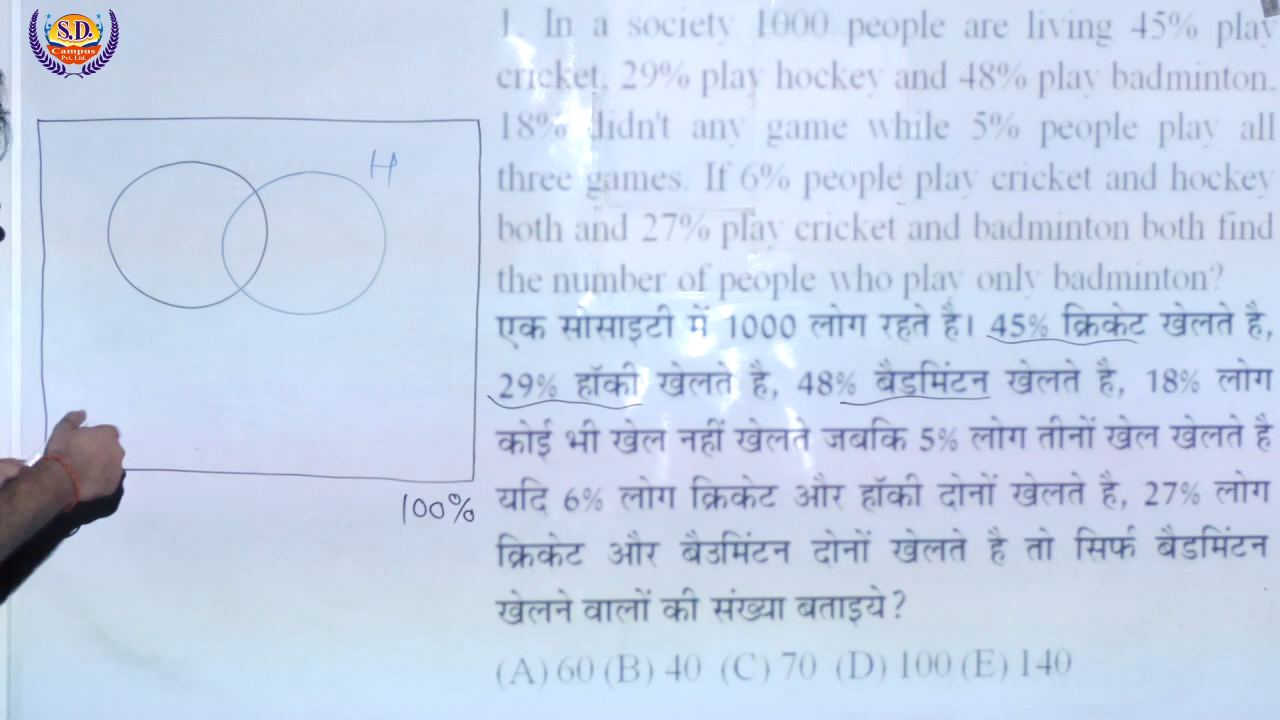 S.D.
Campus
Pvt. Ltd.
1. In a society 1000 people are living 45% play
cricket, 29% play hockey and 48% play badminton.
18% didn't any game while 5% people play all
three games. If 6% people play cricket and hockey
both and 27% play cricket and badminton both find
the number of people who play only badminton?
एक सोसाइटी में 1000 लोग रहते है। 45% क्रिकेट खेलते है,
29% हॉकी खेलते है, 48% बैडमिंटन खेलते है, 18% लोग
कोई भी खेल नहीं खेलते जबकि 5% लोग तीनों खेल खेलते है
यदि 6% लोग क्रिकेट और हॉकी दोनों खेलते है, 27% लोग
क्रिकेट और बैउमिंटन दोनों खेलते है तो सिर्फ बैडमिंटन
खेलने वालों की संख्या बताइये?
(A) 60 (B) 40 (C) 70 (D) 100 (E) 140
H
100%